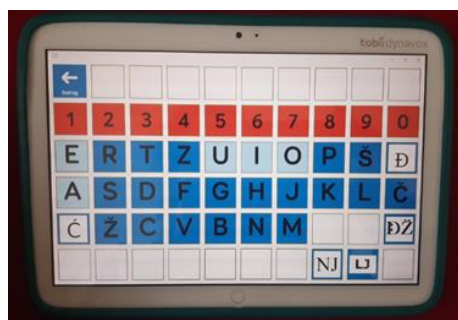 tobii dynavox
Natrag
1 2 3 4 5 6 7 8 9 0
E R T Z U I O P Š Đ
A S D F G H J K L Č
Ć Ž C V B N M DŽ
NJ LJ